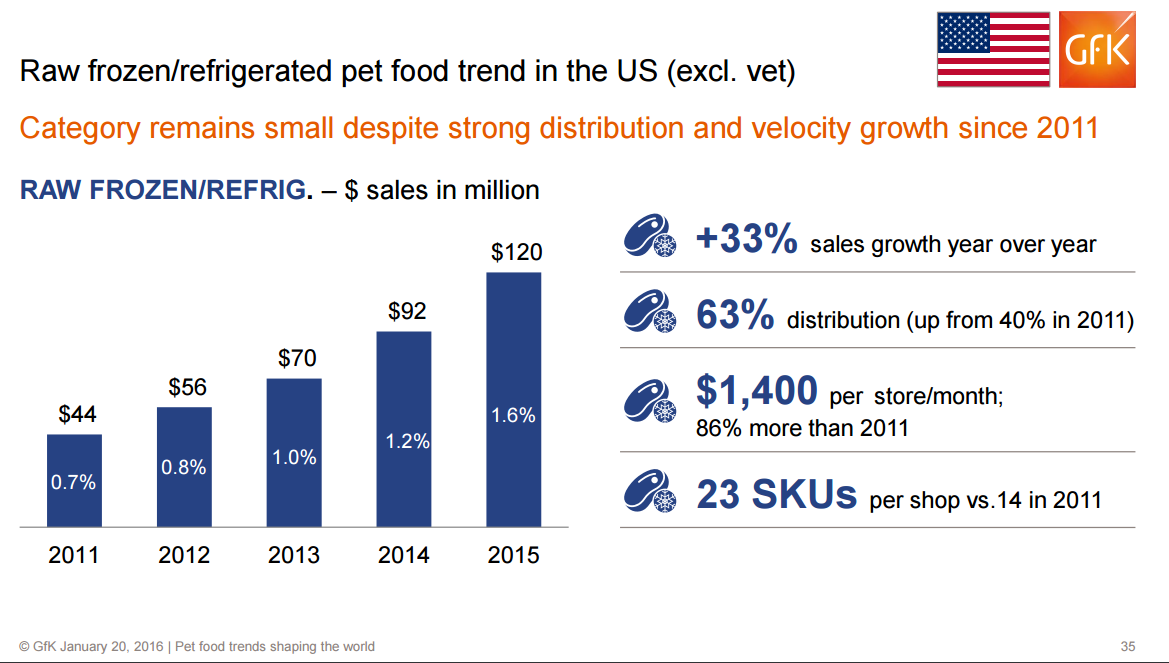 GfK
Raw frozen/refrigerated pet food trend in the US (excl. vet)
Category remains small despite strong distribution and velocity growth since 2011
RAW FROZEN/REFRIG. – $ sales in million
$44
$56
$70
$92
$120
0.7%
0.8%
1.0%
1.2%
1.6%
2011
2012
2013
2014
2015
+33% sales growth year over year
63% distribution (up from 40% in 2011)
$1,400 per store/month;
86% more than 2011
23 SKUs per shop vs.14 in 2011
© GfK January 20, 2016 | Pet food trends shaping the world
35